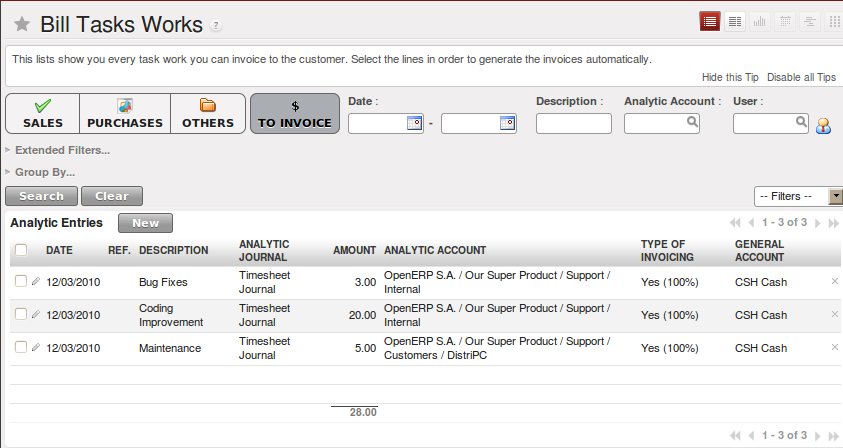 Bill Tasks Works ?
This lists show you every task work you can invoice to the customer. Select the lines in order to generate the invoices automatically.
Hide this Tip Disable all Tips
SALES PURCHASES OTHERS $ TO INVOICE Date : - Description : Analytic Account : User :
Extended Filters...
Group By...
Search Clear -- Filters --
Analytic Entries New 1 - 3 of 3
DATE REF. DESCRIPTION ANALYTIC JOURNAL AMOUNT ANALYTIC ACCOUNT TYPE OF INVOICING GENERAL ACCOUNT
12/03/2010 Bug Fixes Timesheet Journal 3.00 OpenERP S.A. / Our Super Product / Support / Internal Yes (100%) CSH Cash
12/03/2010 Coding Improvement Timesheet Journal 20.00 OpenERP S.A. / Our Super Product / Support / Internal Yes (100%) CSH Cash
12/03/2010 Maintenance Timesheet Journal 5.00 OpenERP S.A. / Our Super Product / Support / Customers / DistriPC Yes (100%) CSH Cash
28.00
1 - 3 of 3